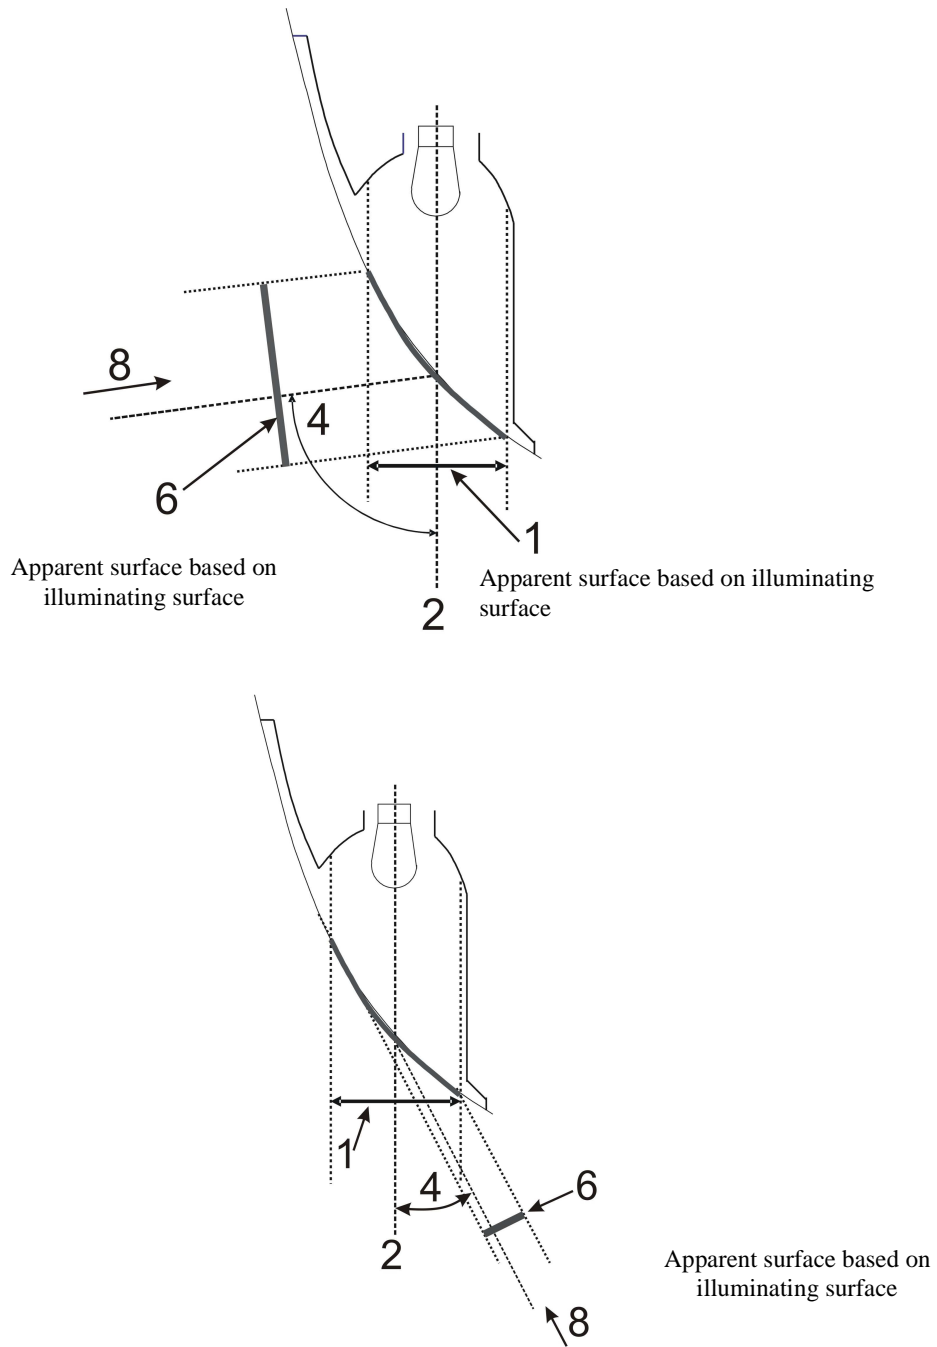 8
4
6
1
Apparent surface based on
illuminating surface
Apparent surface based on illuminating
surface
2
1
4
6
2
Apparent surface based on
illuminating surface
8